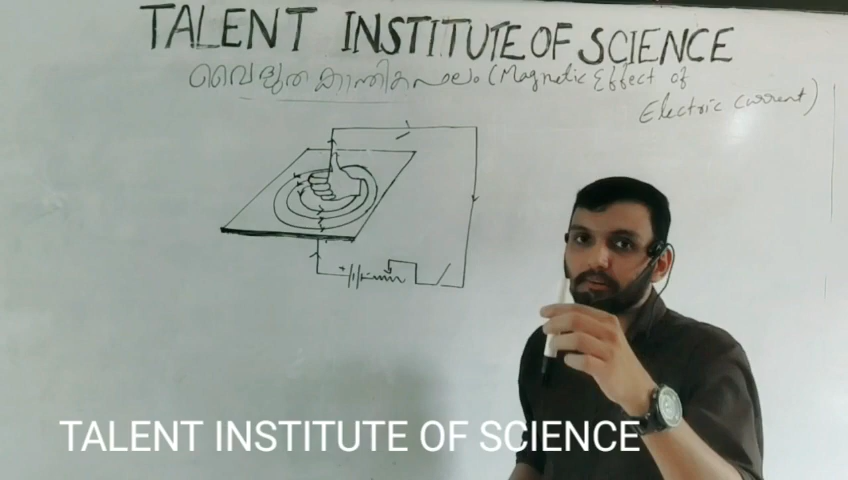 TALENT INSTITUTE OF SCIENCE
വൈദ്യുത കാന്തിക ഫലം (Magnetic Effect of
Electric Current)
+
TALENT INSTITUTE OF SCIENCE